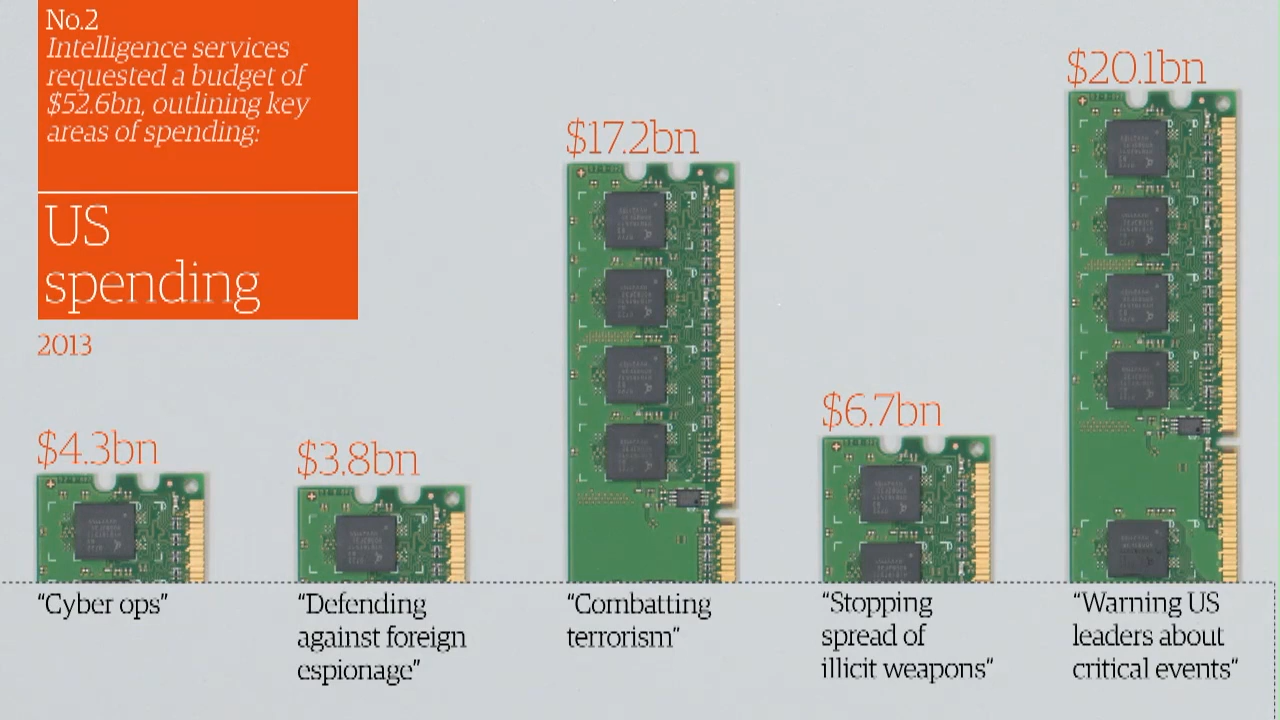 No.2
Intelligence services
requested a budget of
$52.6bn, outlining key
areas of spending:
US
spending
2013
$4.3bn
$3.8bn
$17.2bn
$6.7bn
$20.1bn
“Cyber ops”
“Defending
against foreign
espionage”
“Combatting
terrorism”
“Stopping
spread of
illicit weapons”
“Warning US
leaders about
critical events”